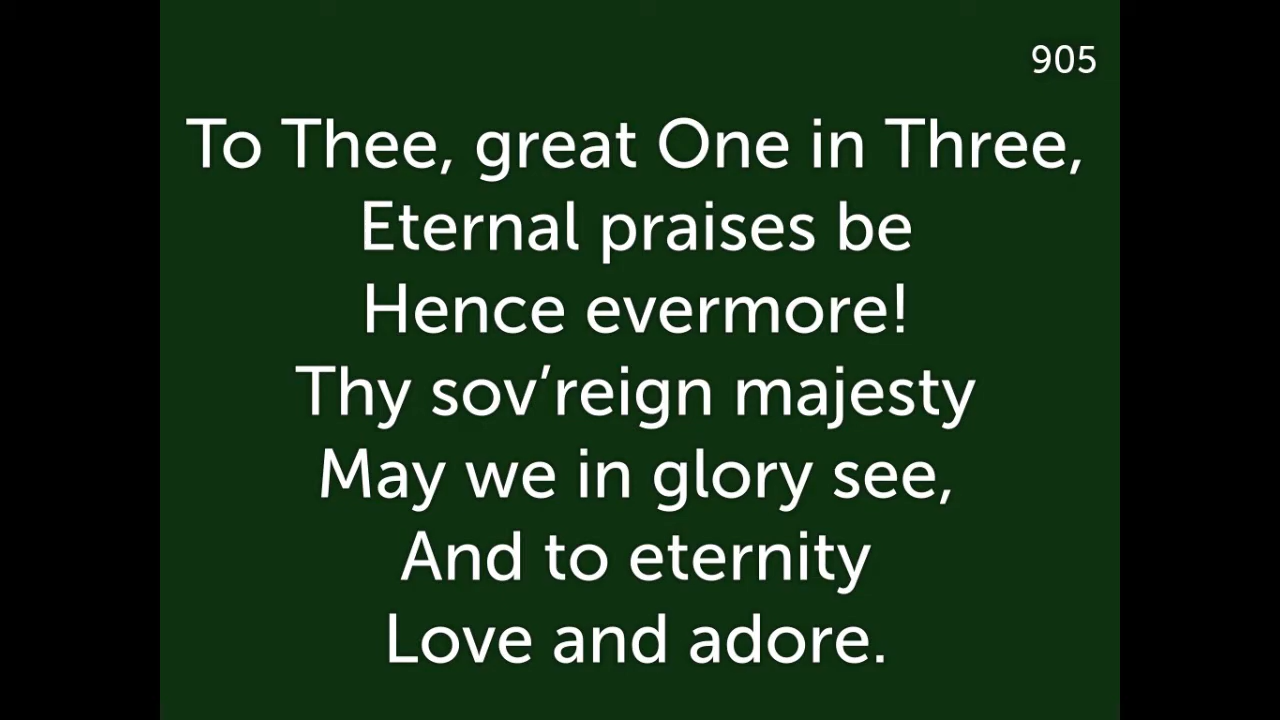 905
To Thee, great One in Three,
Eternal praises be
Hence evermore!
Thy sov’reign majesty
May we in glory see,
And to eternity
Love and adore.